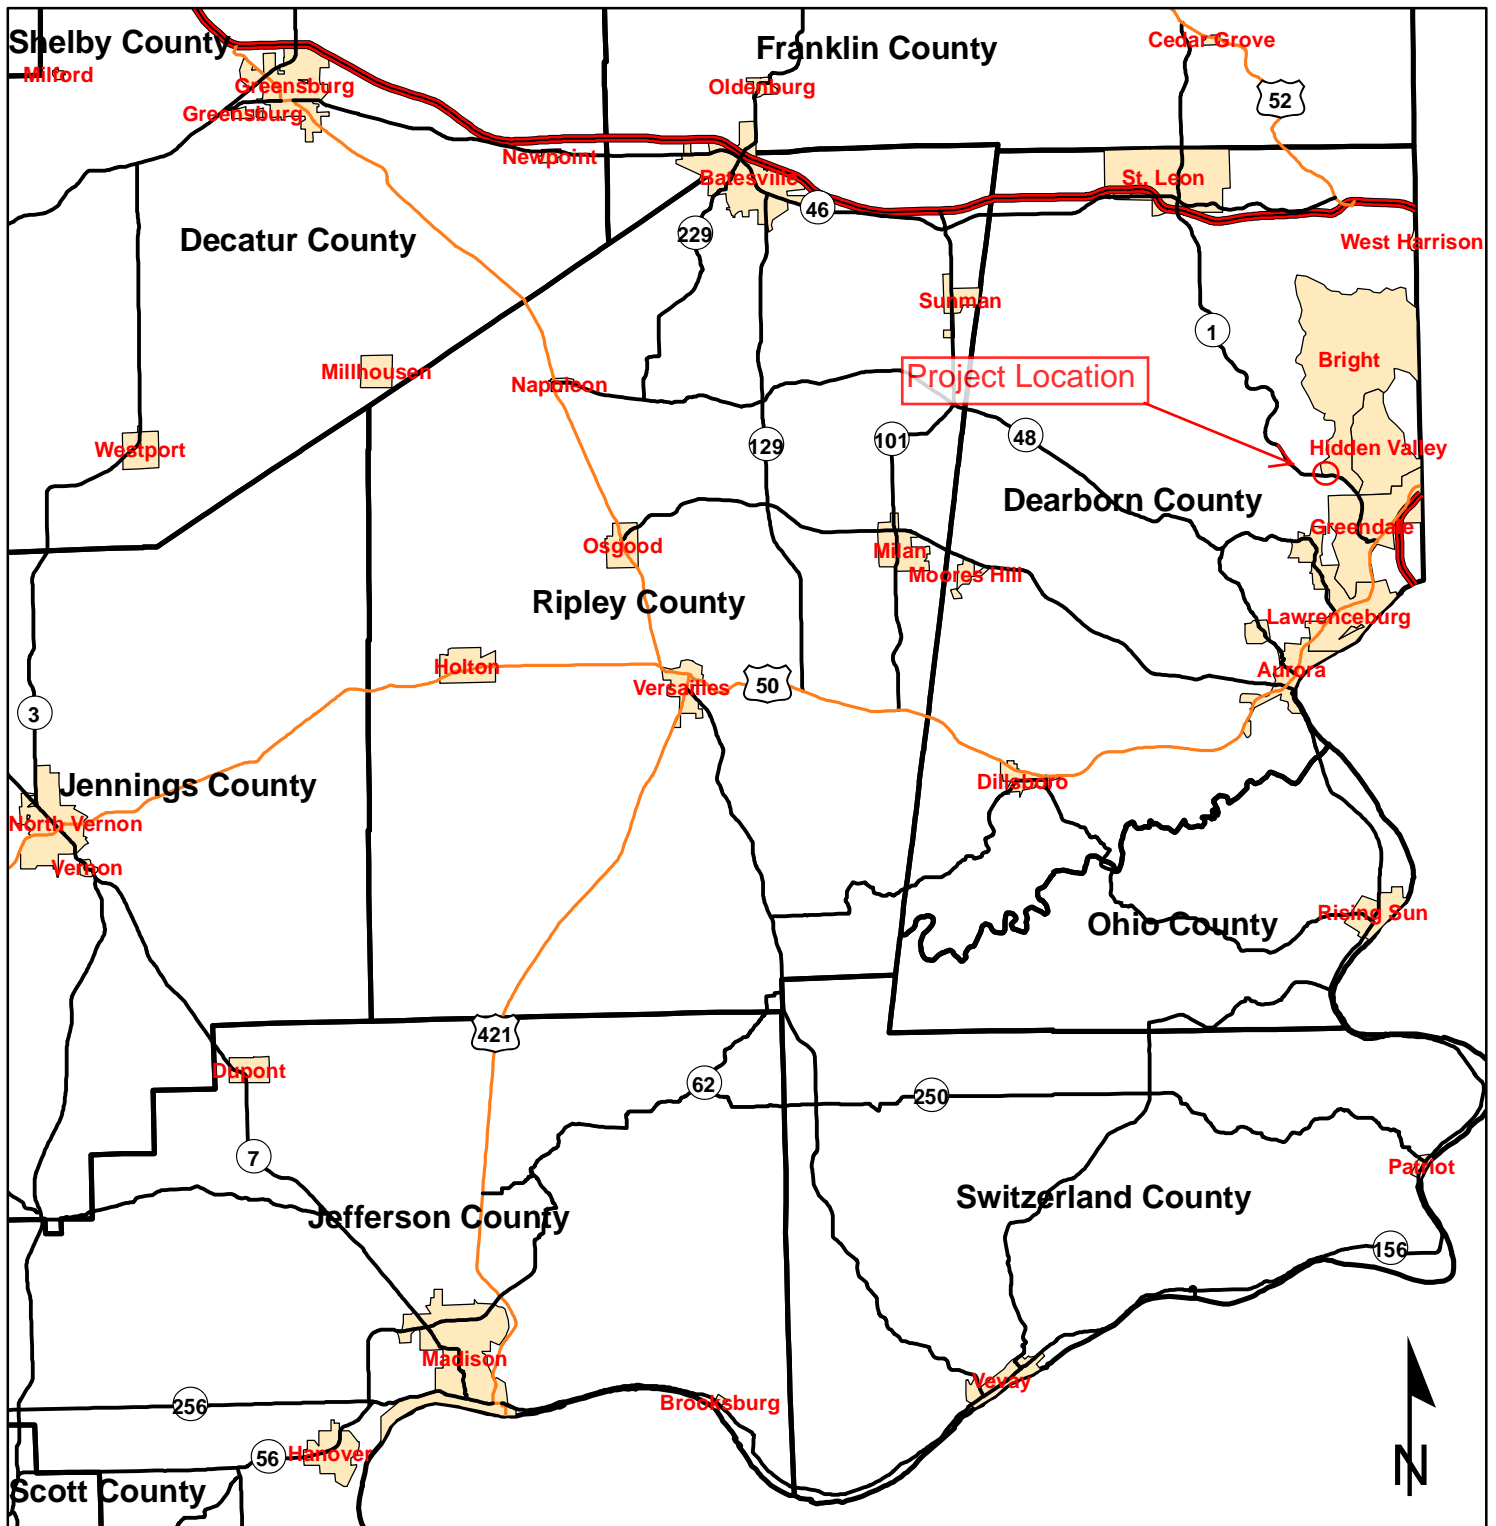 Shelby County
Franklin County
Cedar Grove
Milford
Greensburg
Oldenburg
52
Greensburg
Newpoint
Batesville
St. Leon
46
229
Decatur County
West Harrison
Sunman
1
Bright
Millhousen
Napoleon
Project Location
Westport
129
101
48
Hidden Valley
Dearborn County
Greendale
Osgood
Milan
Moores Hill
Ripley County
Lawrenceburg
Holton
Versailles
50
Aurora
3
Jennings County
Dillsboro
North Vernon
Vernon
Rising Sun
Ohio County
421
Dupont
62
250
7
Patriot
Switzerland County
Jefferson County
156
Madison
Vevay
256
Brooksburg
56
Hanover
N
Scott County